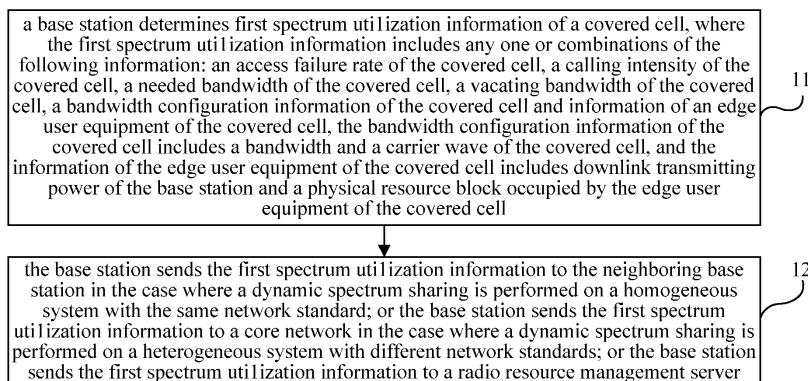 a base station determines first spectrum utilization information of a covered cell, where
the first spectrum utilization information includes any one or combinations of the
following information: an access failure rate of the covered cell, a calling intensity of the
covered cell, a needed bandwidth of the covered cell, a vacating bandwidth of the covered
cell, a bandwidth configuration information of the covered cell and information of an edge
user equipment of the covered cell, the bandwidth configuration information of the
covered cell includes a bandwidth and a carrier wave of the covered cell, and the
information of the edge user equipment of the covered cell includes downlink transmitting
power of the base station and a physical resource block occupied by the edge user
equipment of the covered cell
11
the base station sends the first spectrum utilization information to the neighboring base
station in the case where a dynamic spectrum sharing is performed on a homogeneous
system with the same network standard; or the base station sends the first spectrum
utilization information to a core network in the case where a dynamic spectrum sharing is
performed on a heterogeneous system with different network standards; or the base station
sends the first spectrum utilization information to a radio resource management server
12